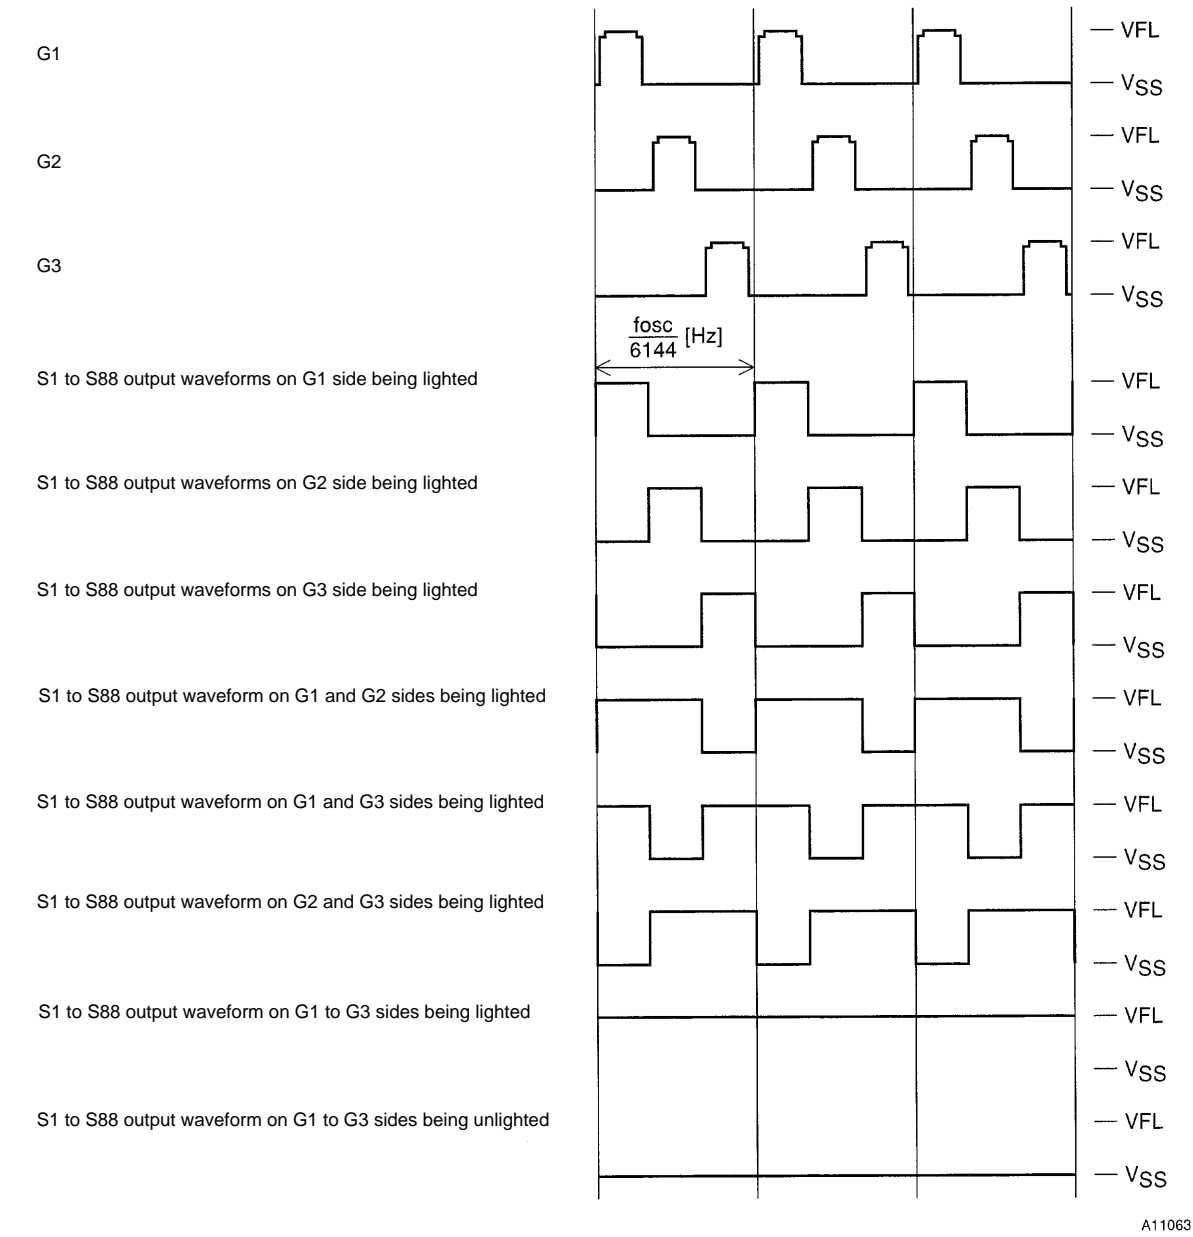 G1
VFL
VSS
G2
VFL
VSS
G3
VFL
VSS
fosc
6144
[Hz]
S1 to S88 output waveforms on G1 side being lighted
VFL
VSS
S1 to S88 output waveforms on G2 side being lighted
VFL
VSS
S1 to S88 output waveforms on G3 side being lighted
VFL
VSS
S1 to S88 output waveform on G1 and G2 sides being lighted
VFL
VSS
S1 to S88 output waveform on G1 and G3 sides being lighted
VFL
VSS
S1 to S88 output waveform on G2 and G3 sides being lighted
VFL
VSS
S1 to S88 output waveform on G1 to G3 sides being lighted
VFL
VSS
S1 to S88 output waveform on G1 to G3 sides being unlighted
VFL
VSS
A11063